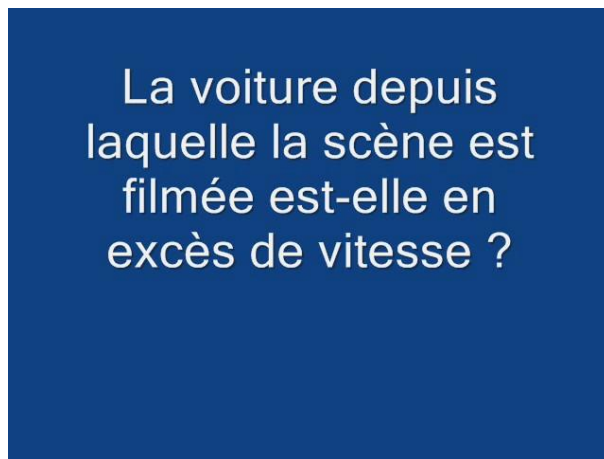 La voiture depuis
laquelle la scène est
filmée est-elle en
excès de vitesse ?